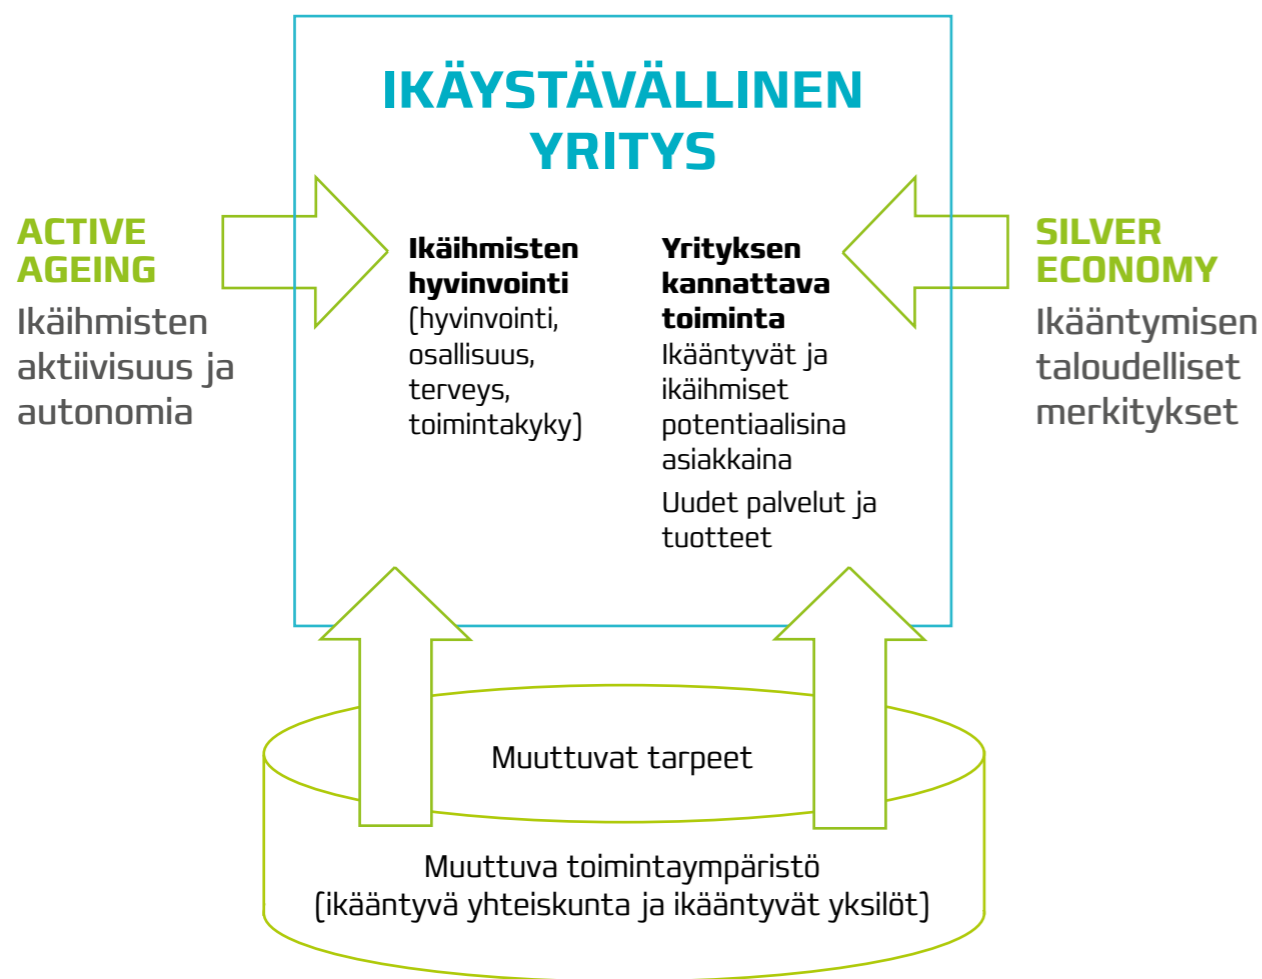 IKÄYSTÄVÄLLINEN
YRITYS
ACTIVE
AGEING
Ikäihmisten
aktiivisuus ja
autonomia
Ikäihmisten
hyvinvointi
(hyvinvointi,
osallisuus,
terveys,
toimintakyky)
Yrityksen
kannattava
toiminta
Ikääntyvät ja
ikäihmiset
potentiaalisina
asiakkaina
Uudet palvelut ja
tuotteet
SILVER
ECONOMY
Ikääntymisen
taloudelliset
merkitykset
Muuttuvat tarpeet
Muuttuva toimintaympäristö
(ikääntyvä yhteiskunta ja ikääntyvät yksilöt)